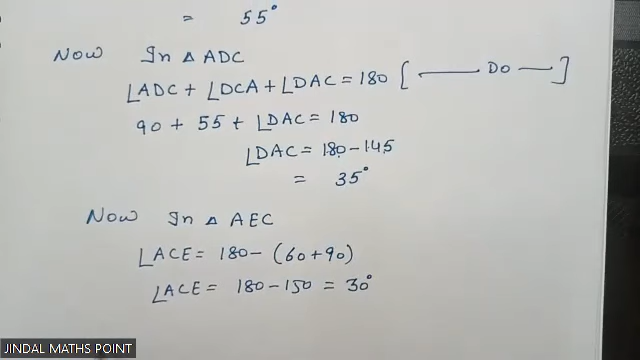 = 55°
Now In △ ADC
∠ADC + ∠DCA + ∠DAC = 180 [ —— Do — ]
90 + 55 + ∠DAC = 180
∠DAC = 180 - 145
= 35°
Now In △ AEC
∠ACE = 180 - (60+90)
∠ACE = 180 - 150 = 30°
JINDAL MATHS POINT